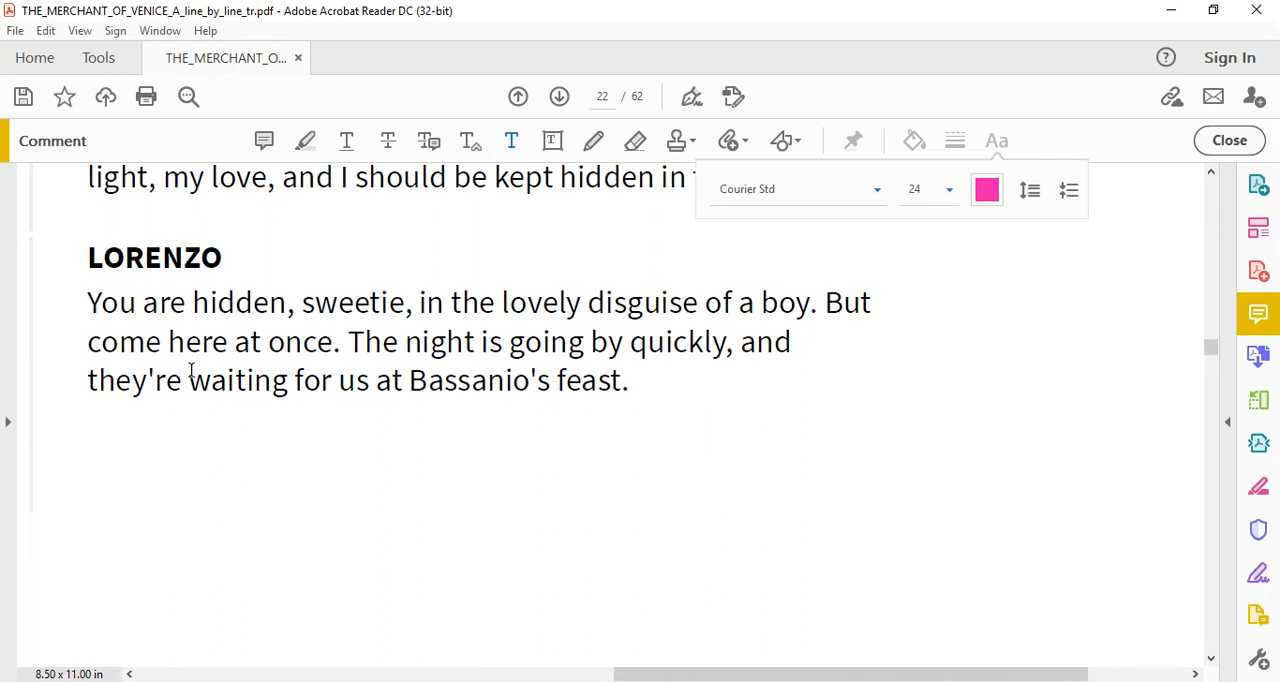 THE_MERCHANT_OF_VENICE_A_line_by_line_tr.pdf - Adobe Acrobat Reader DC (32-bit)
File Edit View Sign Window Help
Home Tools THE_MERCHANT_O... × Sign In
22 / 62
Comment Close
light, my love, and I should be kept hidden in
Courier Std 24
LORENZO
You are hidden, sweetie, in the lovely disguise of a boy. But
come here at once. The night is going by quickly, and
they're waiting for us at Bassanio's feast.
8.50 x 11.00 in